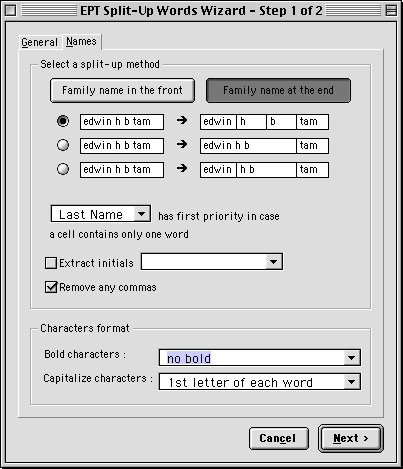 EPT Split-Up Words Wizard - Step 1 of 2
General Names
Select a split-up method
Family name in the front Family name at the end
edwin h b tam → edwin h b tam
edwin h b tam → edwin h b tam
edwin h b tam → edwin h b tam
Last Name has first priority in case
a cell contains only one word
Extract initials
Remove any commas
Characters format
Bold characters : no bold
Capitalize characters : 1st letter of each word
Cancel Next >